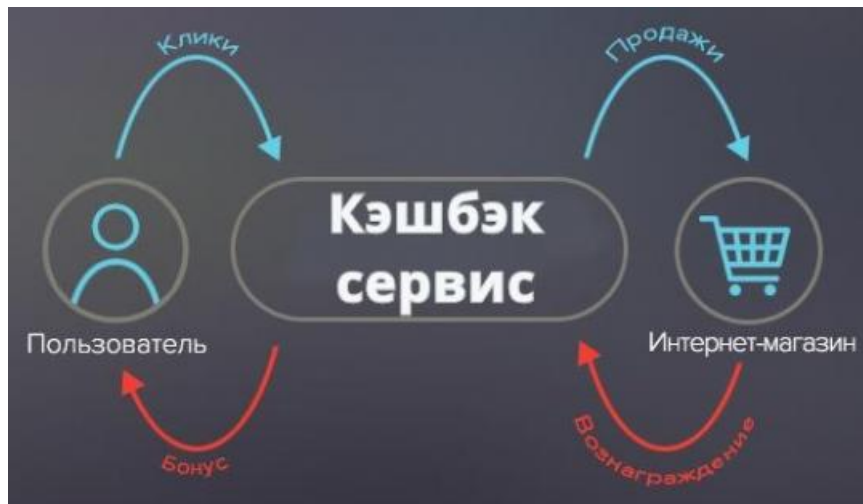 Клики
Продажи
Кэшбэк
сервис
Пользователь
Интернет-магазин
Бонус
Вознаграждение